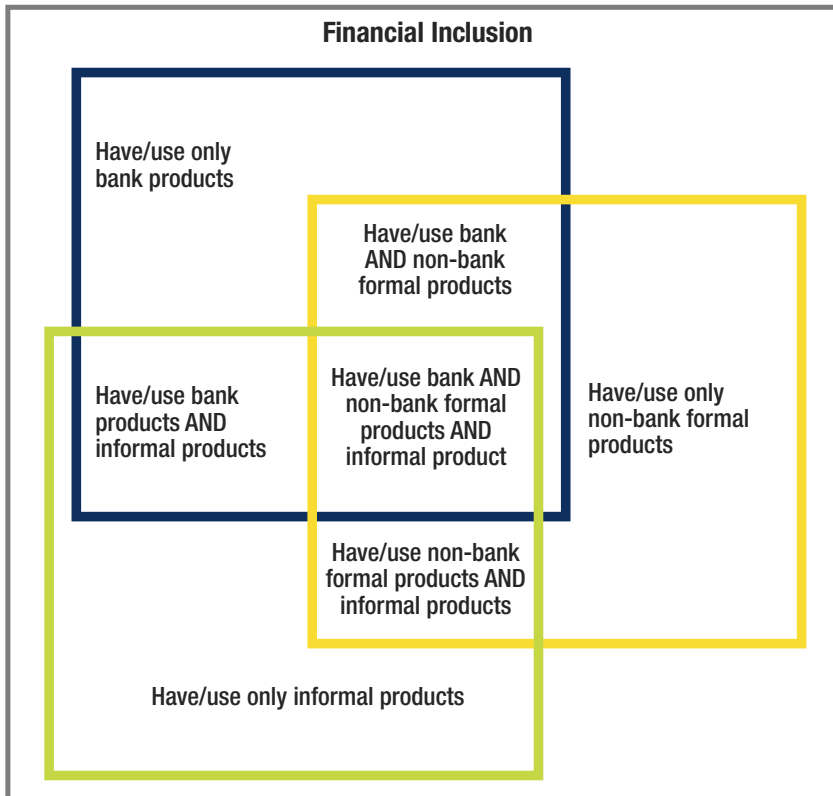 Financial Inclusion
Have/use only
bank products
Have/use bank
AND non-bank
formal products
Have/use bank
products AND
informal products
Have/use bank AND
non-bank formal
products AND
informal product
Have/use only
non-bank formal
products
Have/use non-bank
formal products AND
informal products
Have/use only informal products